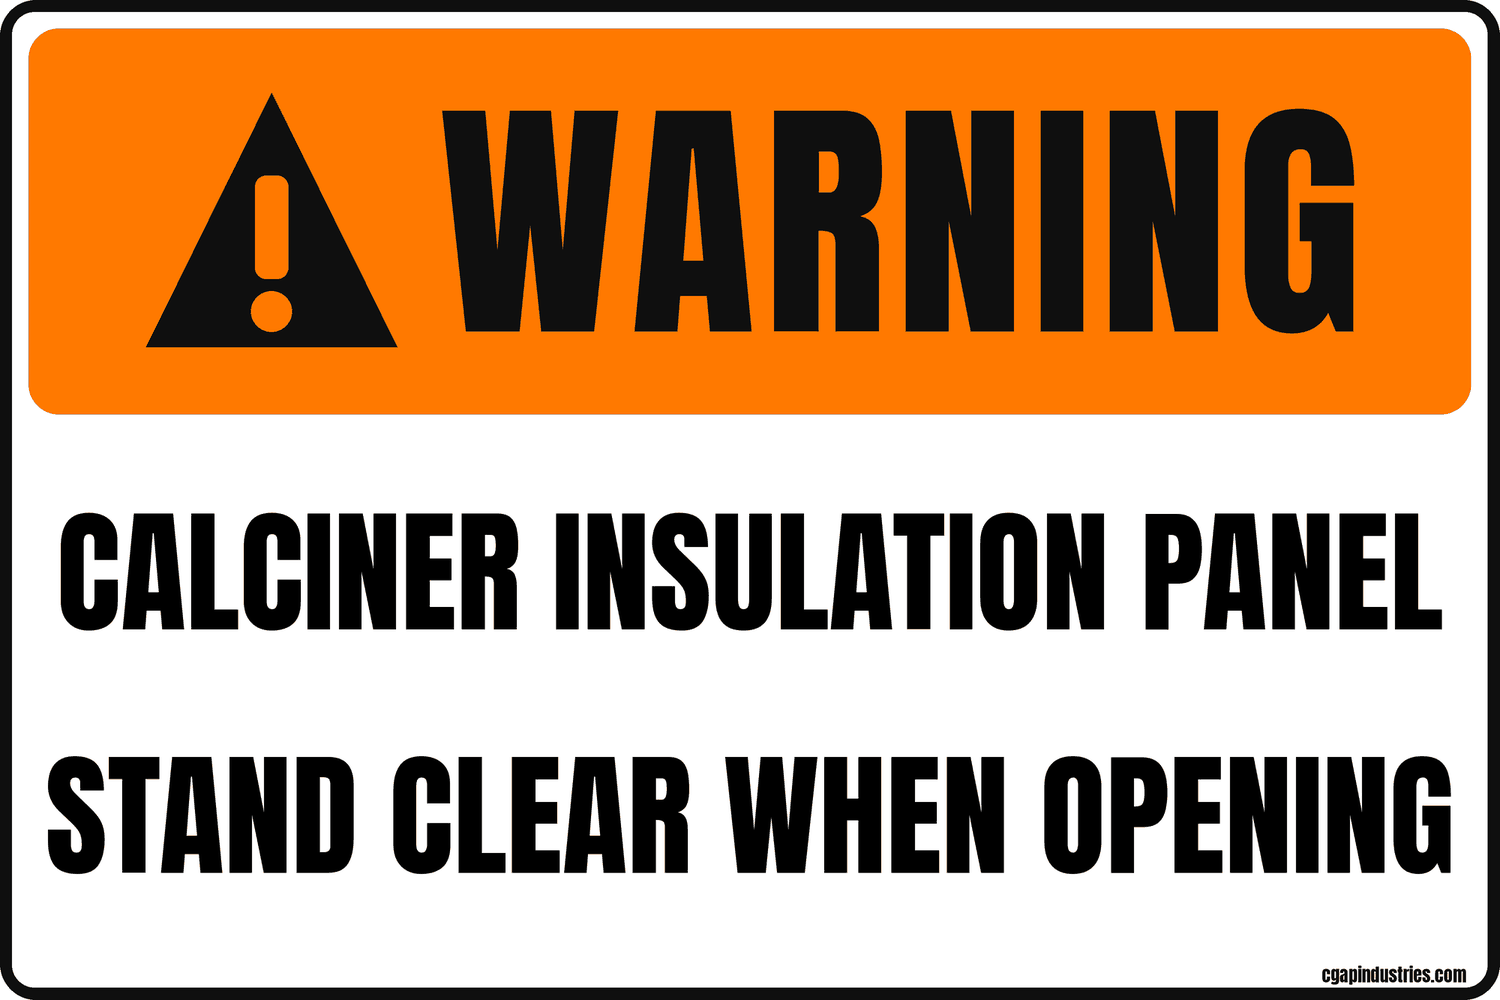 WARNING
CALCINER INSULATION PANEL
STAND CLEAR WHEN OPENING
cgapindustries.com